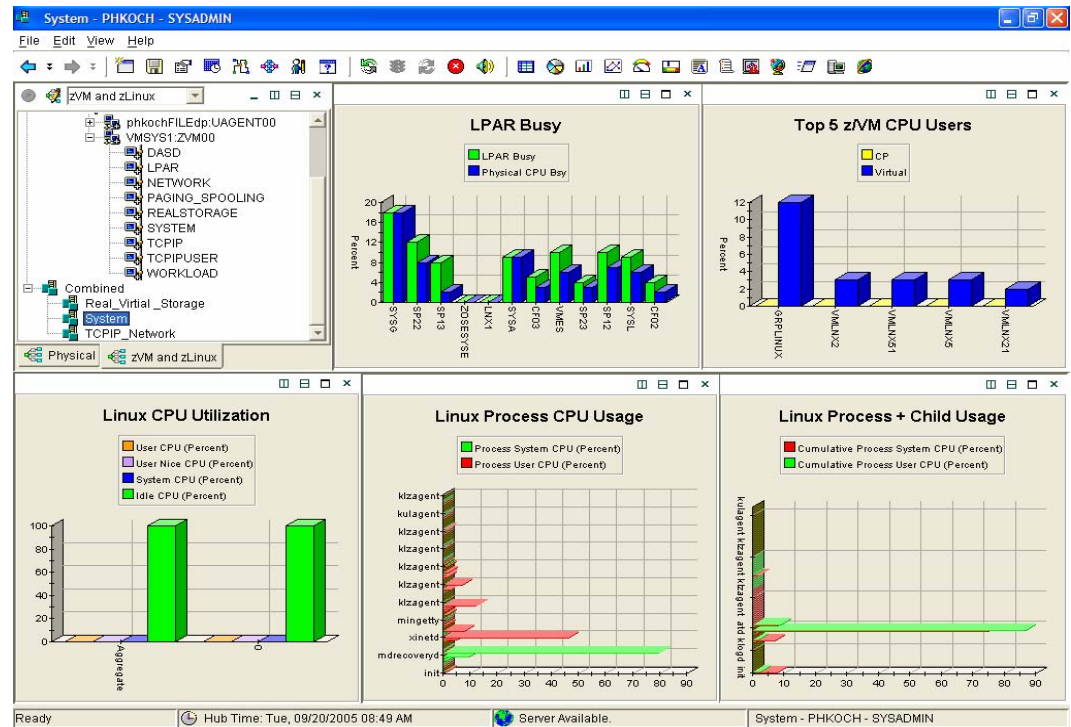 System - PHKOCH - SYSADMIN
File Edit View Help
zVM and zLinux
phkochFILEdp:UAGENT00
VMSYS1:ZVM00
DASD
LPAR
NETWORK
PAGING_SPOOLING
REALSTORAGE
SYSTEM
TCPIP
TCPIPUSER
WORKLOAD
Combined
Real_Virtial _Storage
System
TCPIP_Network
Physical
zVM and zLinux
LPAR Busy
LPAR Busy
Physical CPU Bsy
Percent
20
16
12
8
4
0
SYSG
SP22
SP13
ZOSESYSE
LNX1
SYSA
CF03
VMES
SP23
SP12
SYSL
CF02
Top 5 z/VM CPU Users
CP
Virtual
Percent
12
10
8
6
4
2
0
GRPLINUX
VMLNX2
VMLNX51
VMLNX5
VMLNX21
Linux CPU Utilization
User CPU (Percent)
User Nice CPU (Percent)
System CPU (Percent)
Idle CPU (Percent)
100
80
60
40
20
0
Aggregate
0
Linux Process CPU Usage
Process System CPU (Percent)
Process User CPU (Percent)
klzagent
kulagent
klzagent
klzagent
klzagent
klzagent
klzagent
mingetty
xinetd
mdrecoveryd
init
0 10 20 30 40 50 60 70 80 90
Linux Process + Child Usage
Cumulative Process System CPU (Percent)
Cumulative Process User CPU (Percent)
kulagent klzagent klzagent atd klogd init
0 10 20 30 40 50 60 70 80 90
Ready
Hub Time: Tue, 09/20/2005 08:49 AM
Server Available.
System - PHKOCH - SYSADMIN